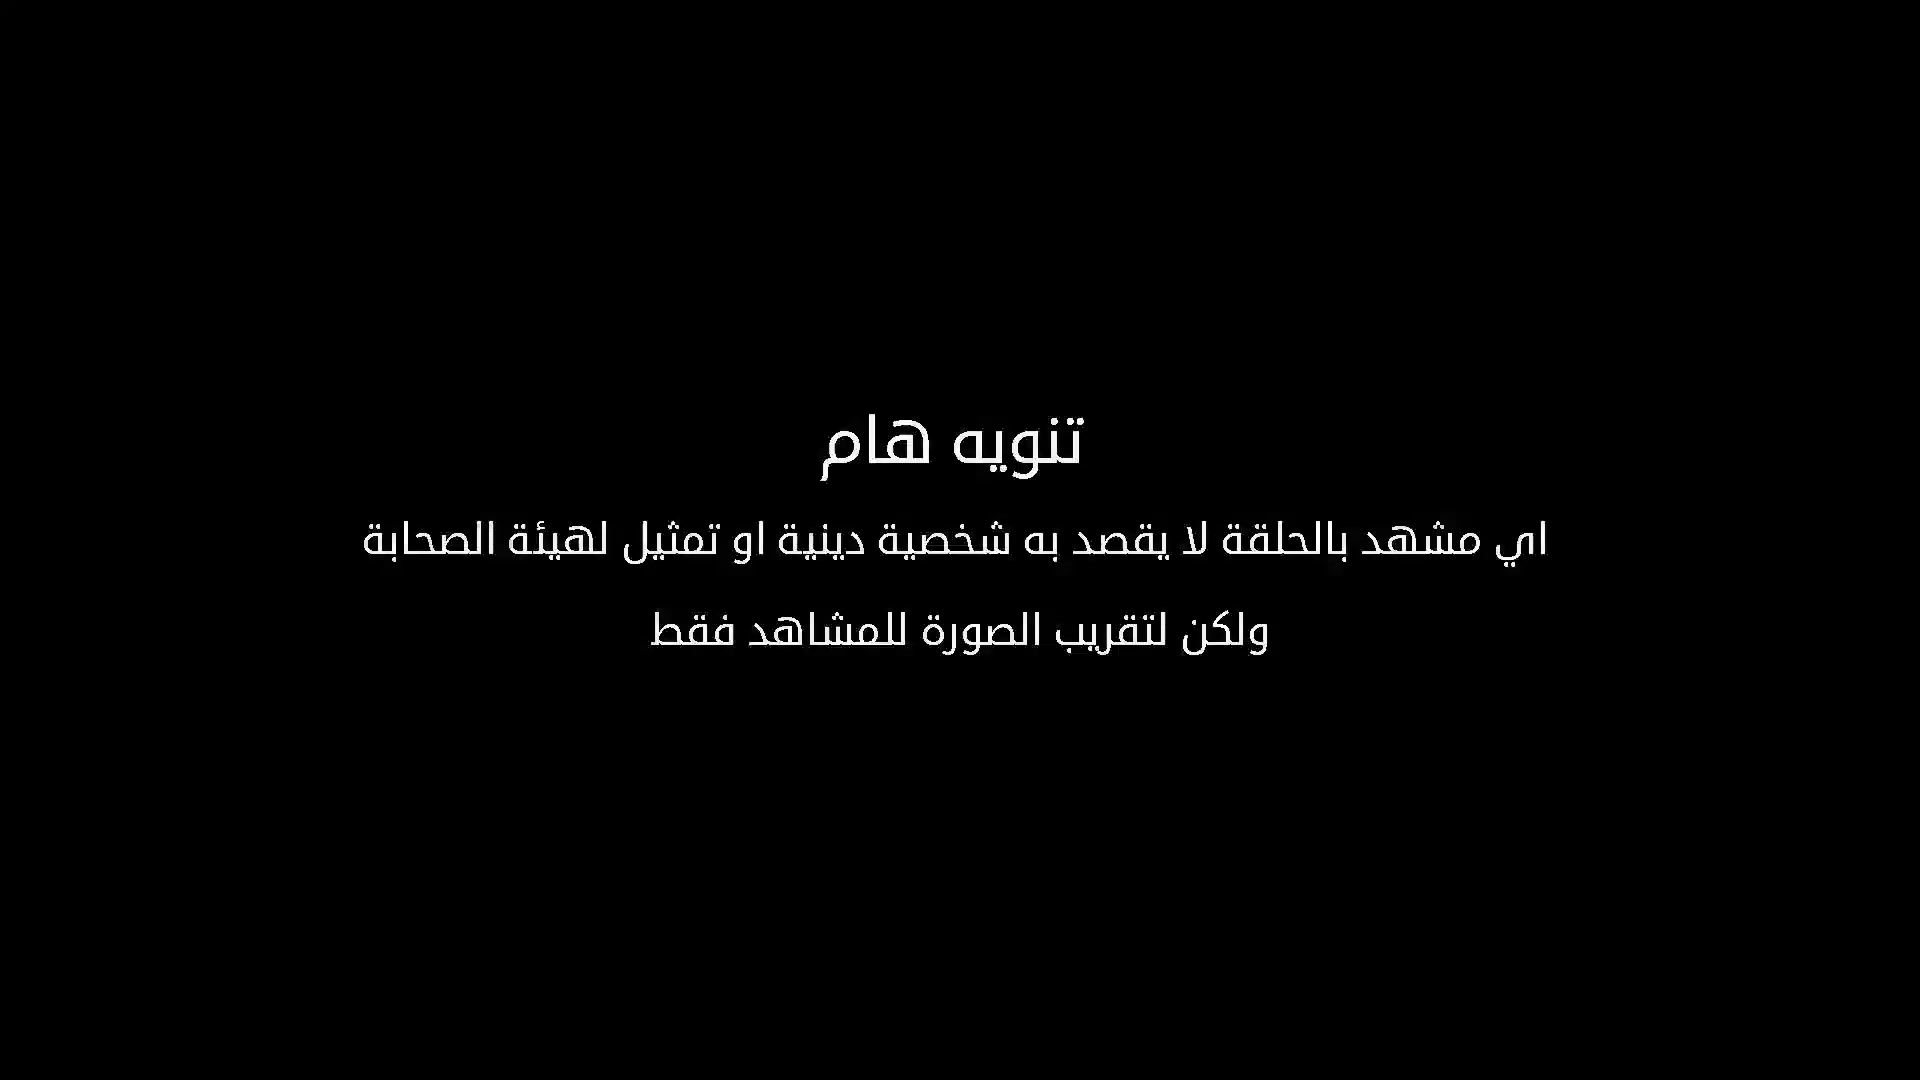 تنويه هام
اي مشهد بالحلقة لا يقصد به شخصية دينية او تمثيل لهيئة الصحابة
ولكن لتقريب الصورة للمشاهد فقط